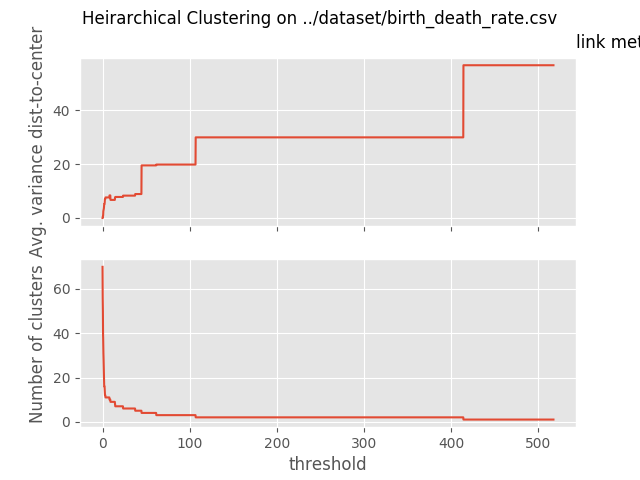 Heirarchical Clustering on ../dataset/birth_death_rate.csv
link met
Avg. variance dist-to-center
40
20
0
Number of clusters
60
40
20
0
0 100 200 300 400 500
threshold